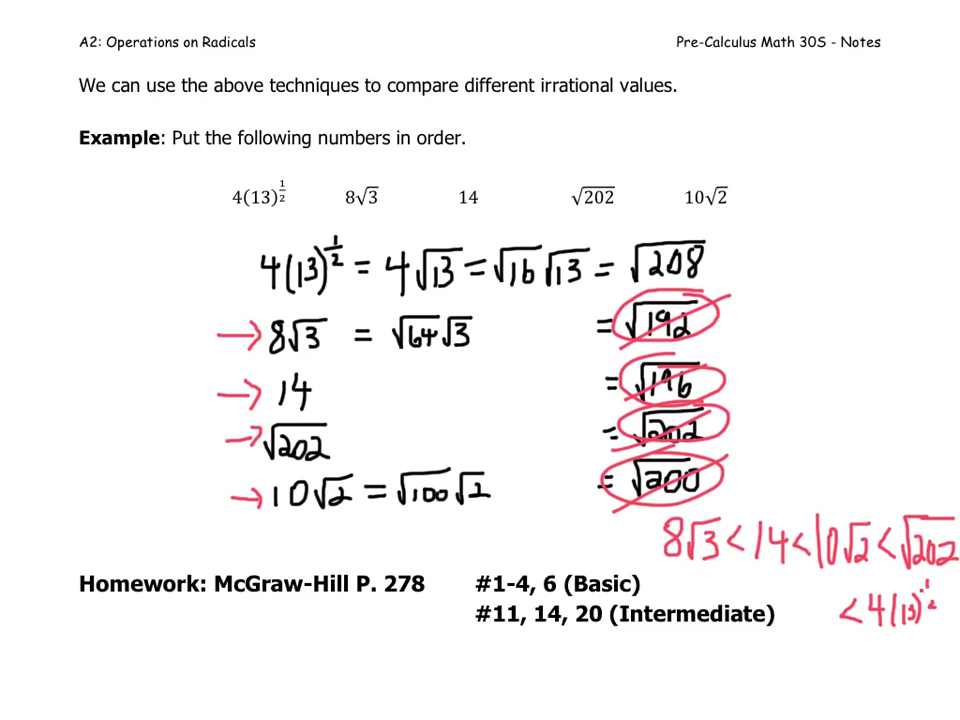 A2: Operations on Radicals Pre-Calculus Math 30S - Notes
We can use the above techniques to compare different irrational values.
Example: Put the following numbers in order.
4(13)^(1/2) 8√3 14 √202 10√2
4(13)^(1/2) = 4√13 = √16 √13 = √208
→ 8√3 = √64 √3 = √192
→ 14 = √196
→ √202 = √202
→ 10√2 = √100 √2 = √200
8√3 < 14 < 10√2 < √202
< 4(13)^(1/2)
Homework: McGraw-Hill P. 278 #1-4, 6 (Basic)
#11, 14, 20 (Intermediate)